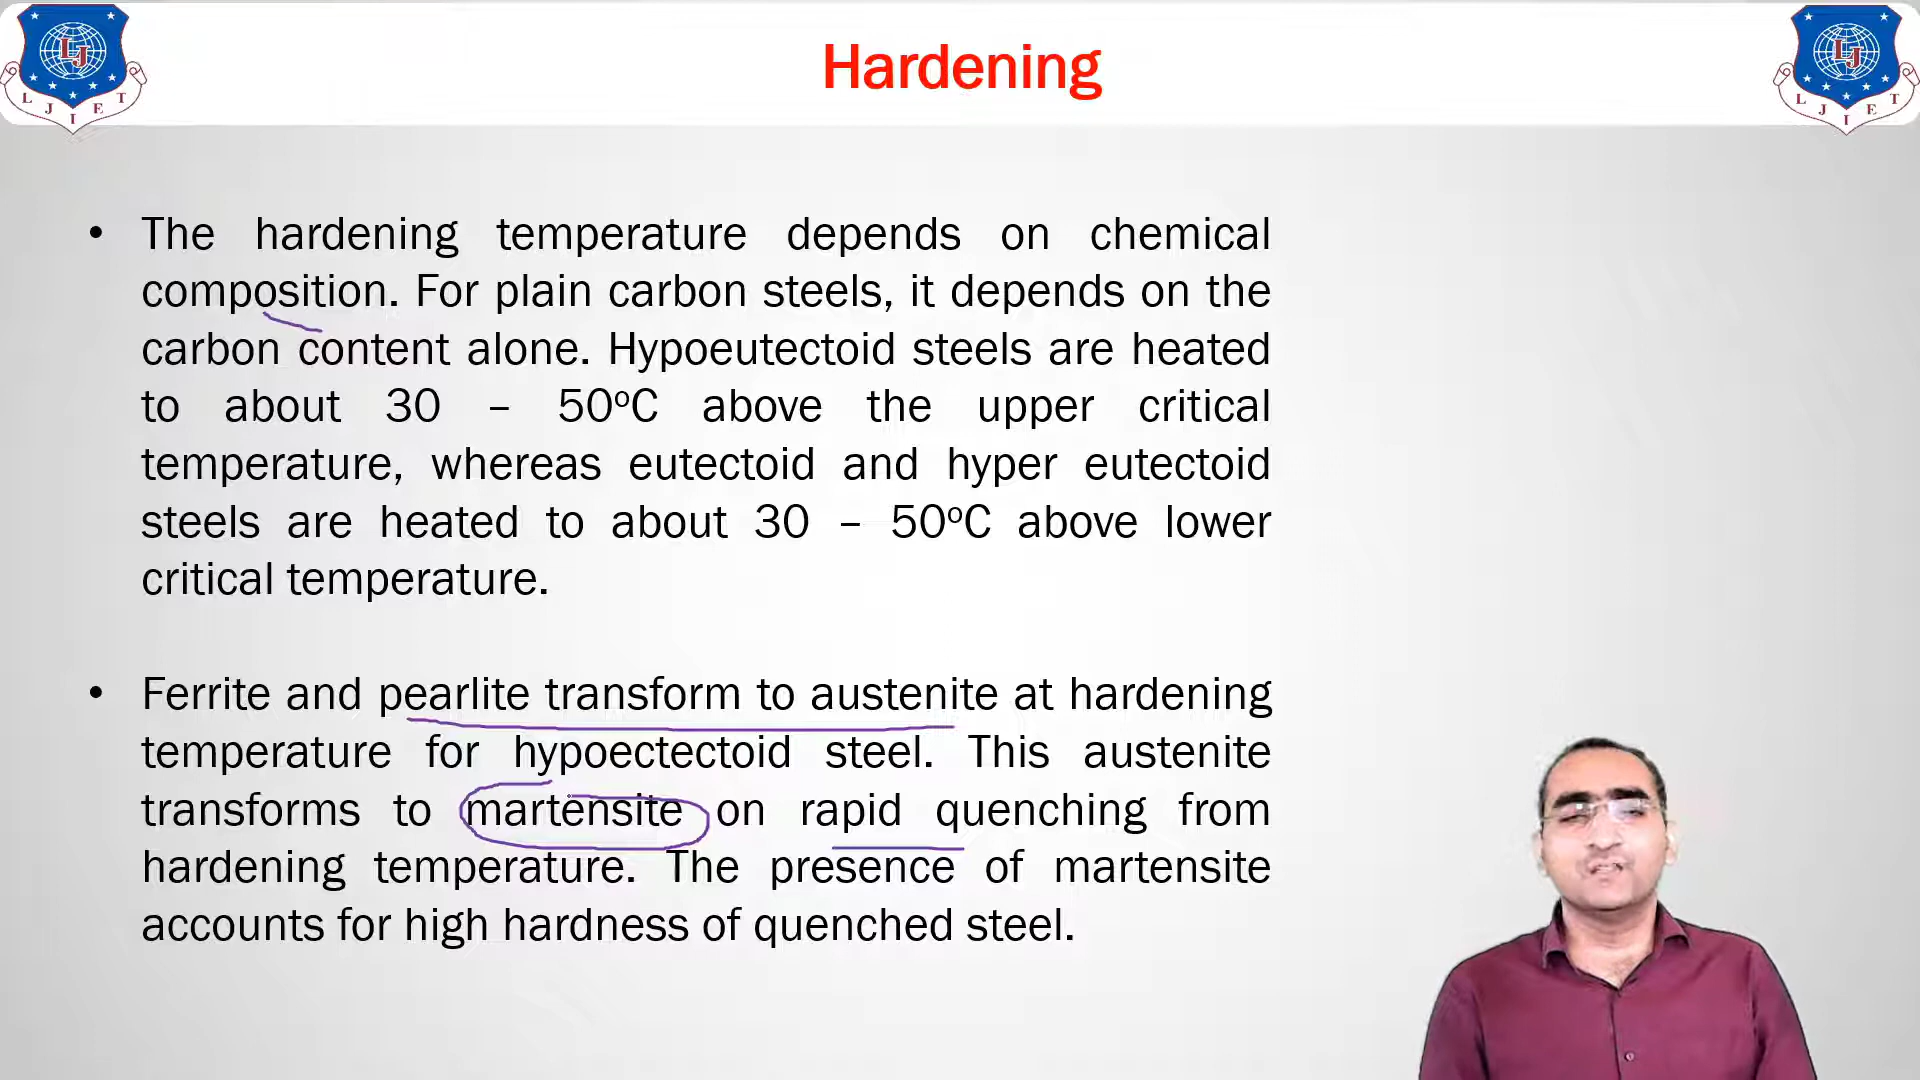 Hardening
LJ
L J I E T
LJ
L J I E T
• The hardening temperature depends on chemical
composition. For plain carbon steels, it depends on the
carbon content alone. Hypoeutectoid steels are heated
to about 30 – 50ºC above the upper critical
temperature, whereas eutectoid and hyper eutectoid
steels are heated to about 30 – 50ºC above lower
critical temperature.
• Ferrite and pearlite transform to austenite at hardening
temperature for hypoectectoid steel. This austenite
transforms to martensite on rapid quenching from
hardening temperature. The presence of martensite
accounts for high hardness of quenched steel.